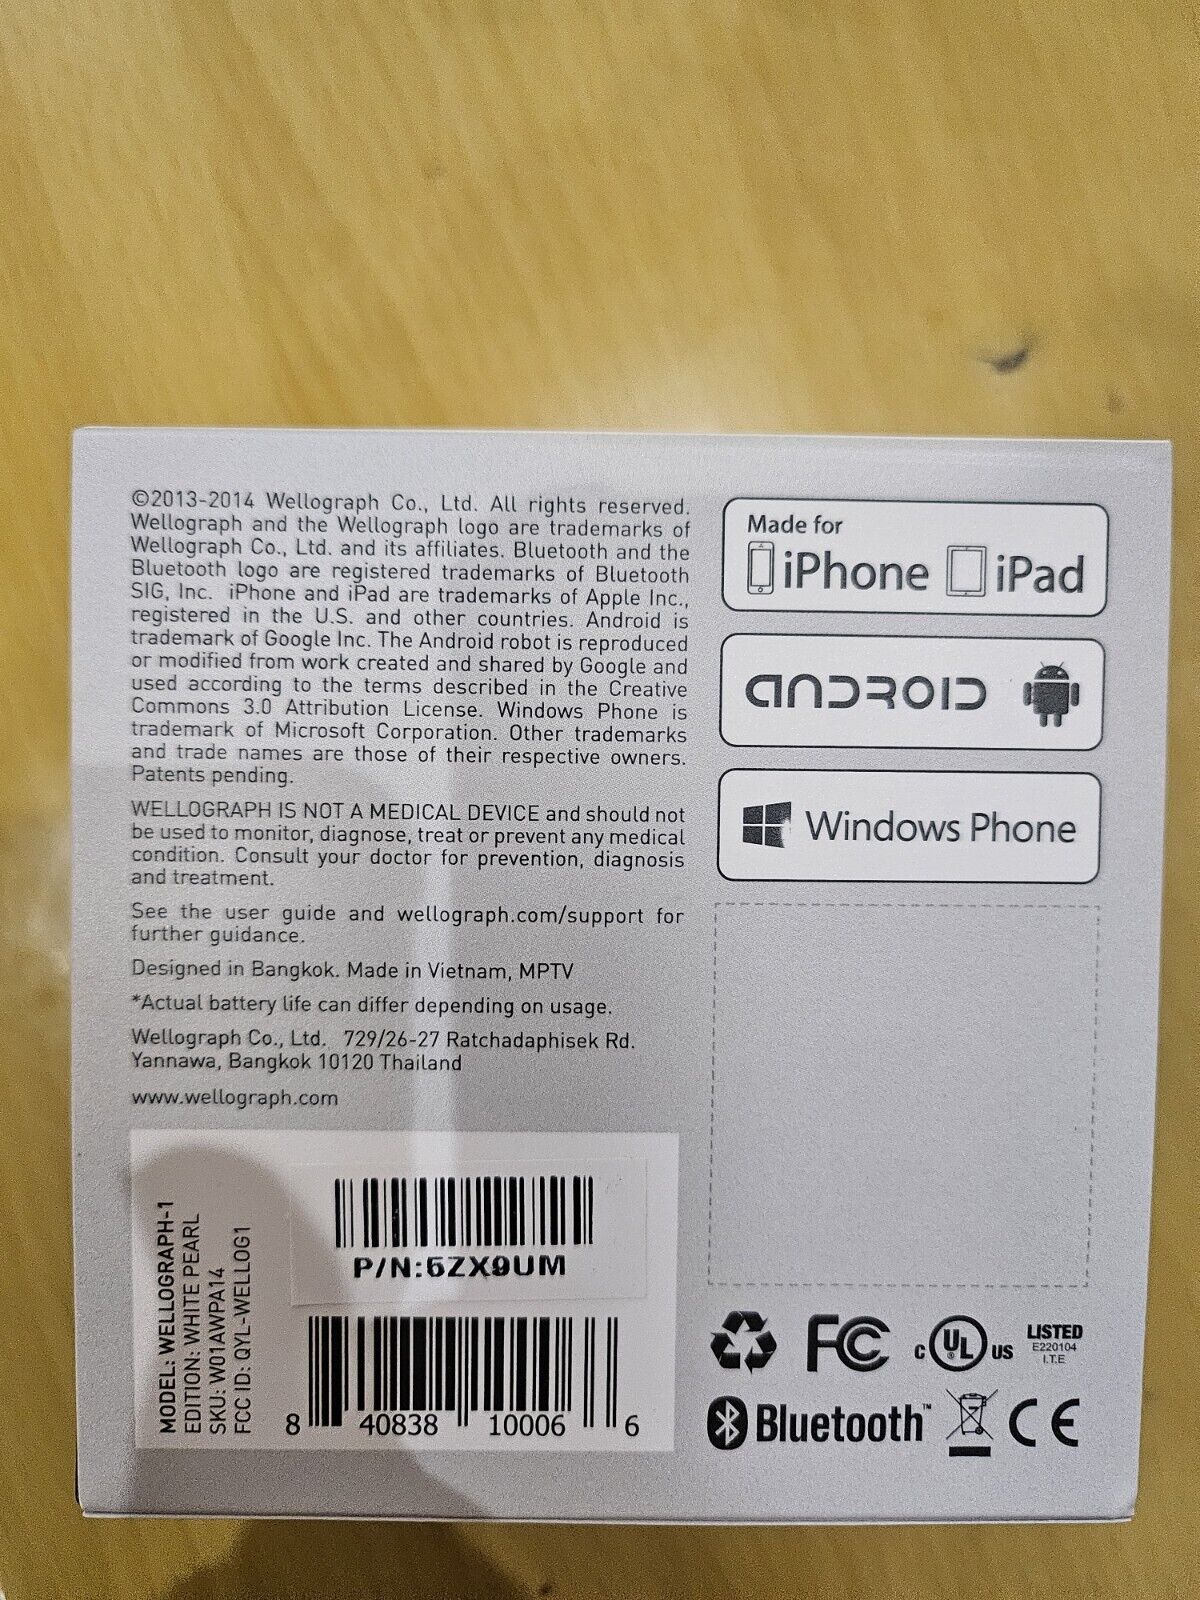 ©2013-2014 Wellograph Co., Ltd. All rights reserved.
Wellograph and the Wellograph logo are trademarks of
Wellograph Co., Ltd. and its affiliates. Bluetooth and the
Bluetooth logo are registered trademarks of Bluetooth
SIG, Inc. iPhone and iPad are trademarks of Apple Inc.,
registered in the U.S. and other countries. Android is
trademark of Google Inc. The Android robot is reproduced
or modified from work created and shared by Google and
used according to the terms described in the Creative
Commons 3.0 Attribution License. Windows Phone is
trademark of Microsoft Corporation. Other trademarks
and trade names are those of their respective owners.
Patents pending.
WELLOGRAPH IS NOT A MEDICAL DEVICE and should not
be used to monitor, diagnose, treat or prevent any medical
condition. Consult your doctor for prevention, diagnosis
and treatment.
See the user guide and wellograph.com/support for
further guidance.
Designed in Bangkok. Made in Vietnam, MPTV
*Actual battery life can differ depending on usage.
Wellograph Co., Ltd. 729/26-27 Ratchadaphisek Rd.
Yannawa, Bangkok 10120 Thailand
www.wellograph.com
MODEL: WELLOGRAPH-1
EDITION: WHITE PEARL
SKU: W01AWPA14
FCC ID: QYL-WELLOG1
P/N:6ZX9UM
8 40838 10006 6
Made for
iPhone iPad
ANDROID
Windows Phone
FC c UL ® US LISTED
E220104
I.T.E
Bluetooth™ CE